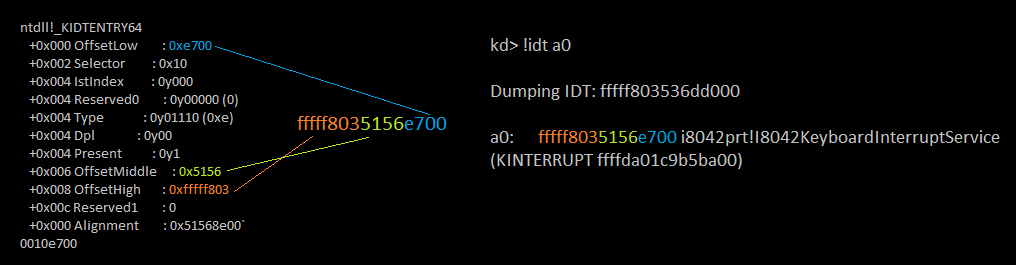 ntdll!_KIDTENTRY64
+0x000 OffsetLow : 0xe700
+0x002 Selector : 0x10
+0x004 IstIndex : 0y000
+0x004 Reserved0 : 0y00000 (0)
+0x004 Type : 0y01110 (0xe)
+0x004 Dpl : 0y00
+0x004 Present : 0y1
+0x006 OffsetMiddle : 0x5156
+0x008 OffsetHigh : 0xfffff803
+0x00c Reserved1 : 0
+0x000 Alignment : 0x51568e00`
0010e700
fffff8035156e700
kd> !idt a0
Dumping IDT: fffff803536dd000
a0: fffff8035156e700 i8042prt!I8042KeyboardInterruptService
(KINTERRUPT ffffda01c9b5ba00)